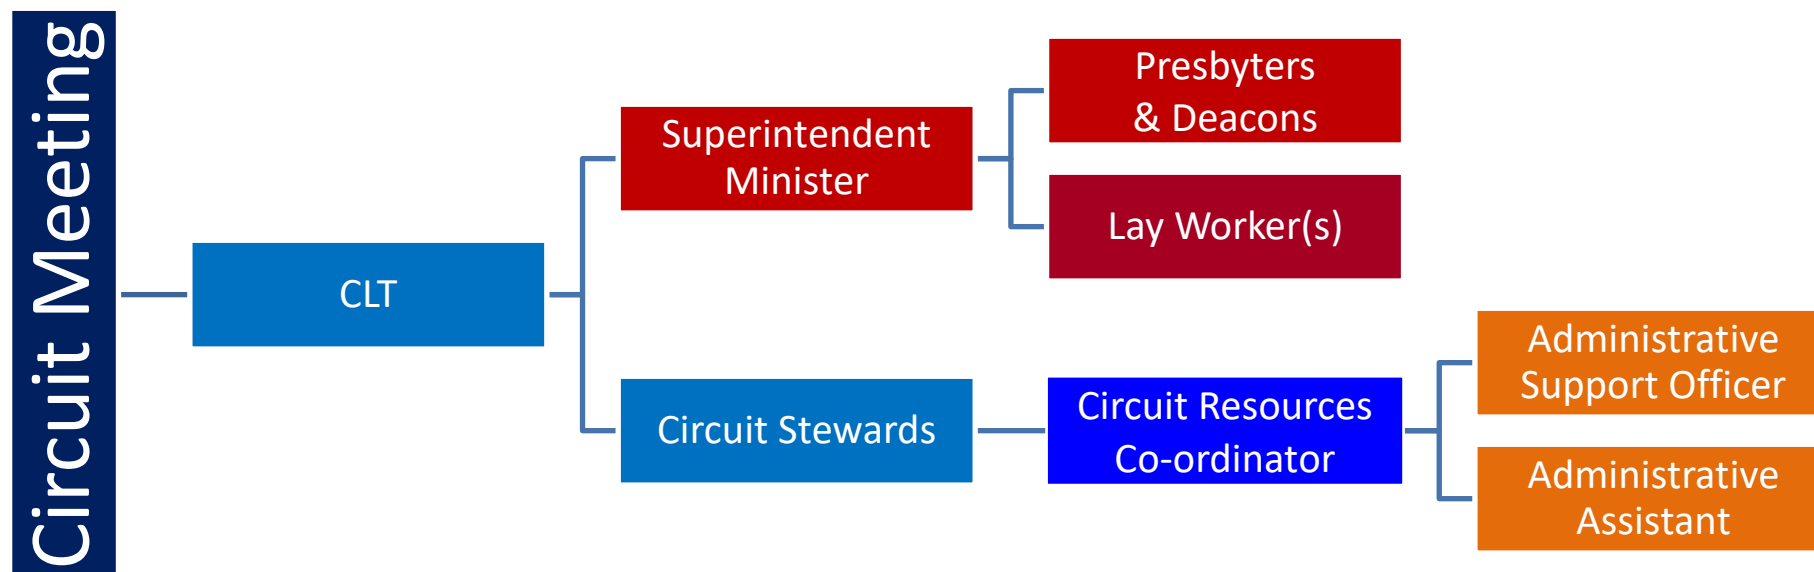 Circuit Meeting
CLT
Superintendent
Minister
Presbyters
& Deacons
Lay Worker(s)
Circuit Stewards
Circuit Resources
Co-ordinator
Administrative
Support Officer
Administrative
Assistant